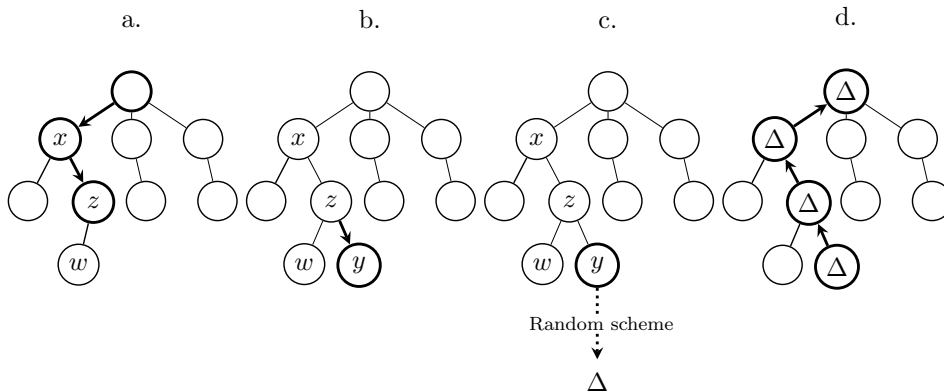 a. b. c. d.
Δ
x x x Δ
z z z Δ
w w y w y Δ
Random scheme
Δ